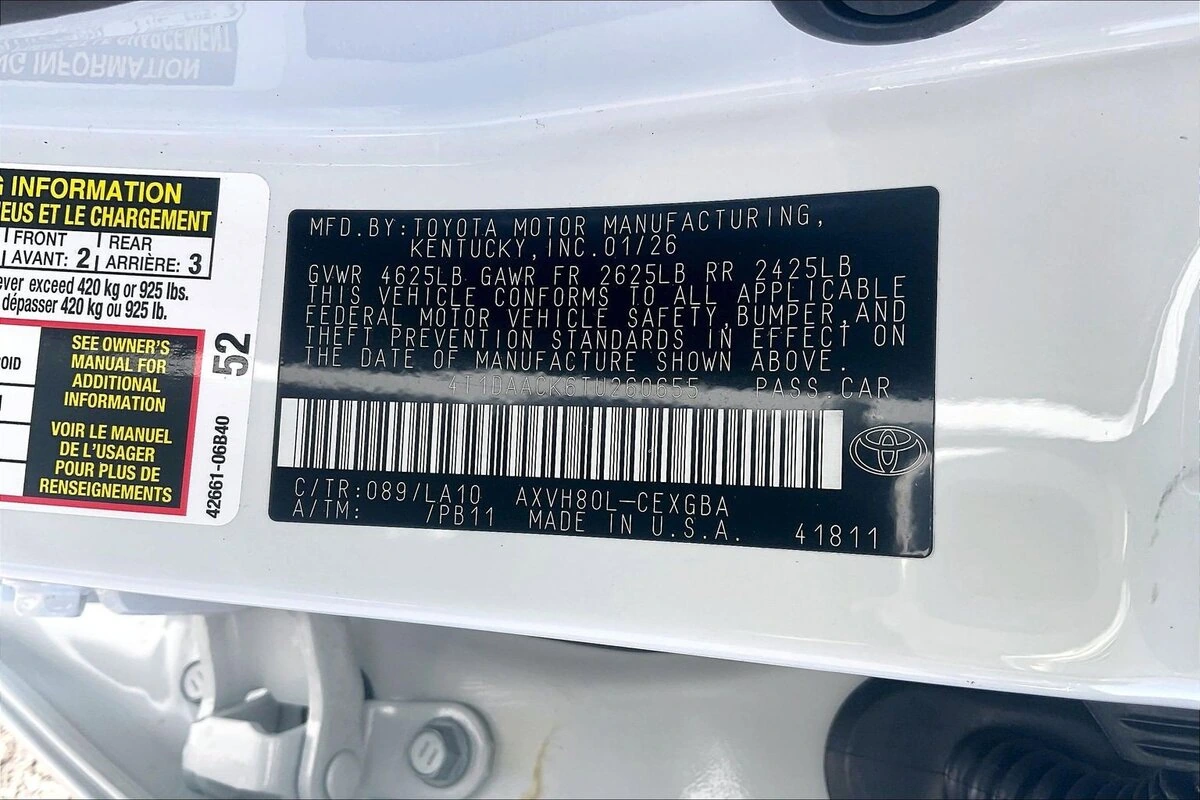 G INFORMATION
EUS ET LE CHARGEMENT
FRONT
AVANT: 2
REAR
ARRIÈRE: 3
ever exceed 420 kg or 925 lbs.
dépasser 420 kg ou 925 lb.
SEE OWNER'S
MANUAL FOR
ADDITIONAL
INFORMATION
VOIR LE MANUEL
DE L'USAGER
POUR PLUS DE
RENSEIGNEMENTS
52
42661-06B40
MFD.BY:TOYOTA MOTOR MANUFACTURING,
KENTUCKY,INC.01/26
GVWR 4625LB GAWR FR 2625LB RR 2425LB
THIS VEHICLE CONFORMS TO ALL APPLICABLE
FEDERAL MOTOR VEHICLE SAFETY,BUMPER,AND
THEFT PREVENTION STANDARDS IN EFFECT ON
THE DATE OF MANUFACTURE SHOWN ABOVE.
4T1DAACK6TU260655 PASS.CAR
C/TR:089/LA10 AXVH80L-CEXGBA
A/TM: /PB11 MADE IN U.S.A. 41811